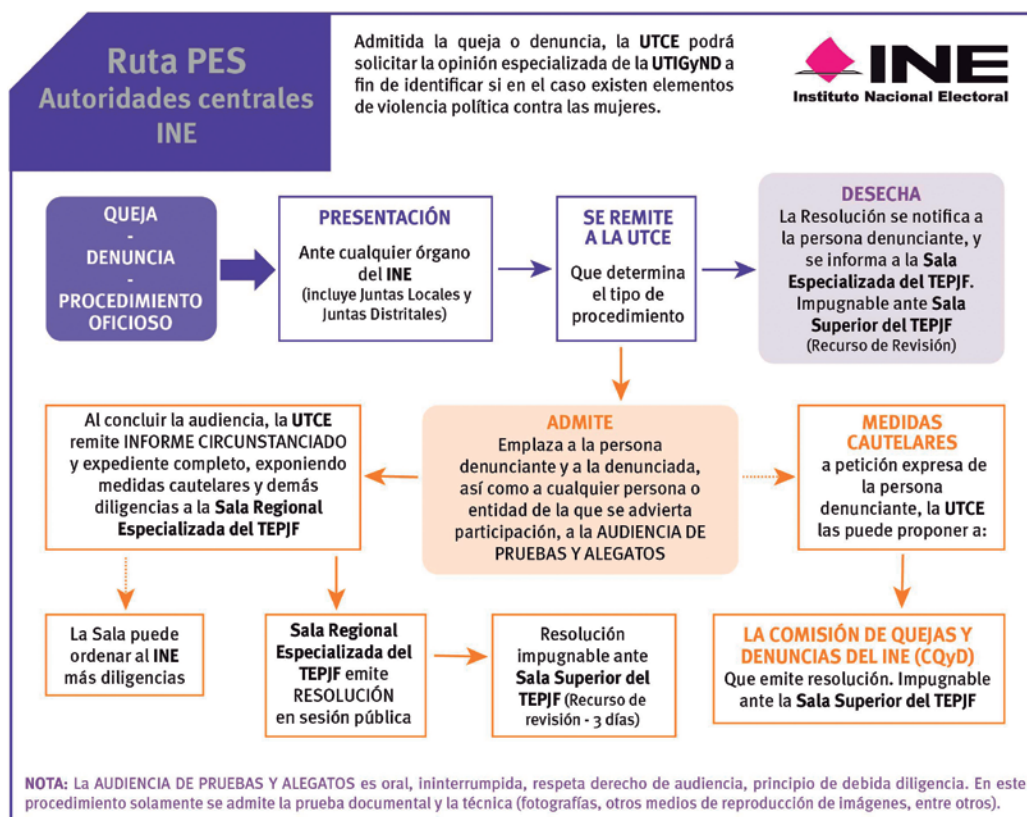 Ruta PES
Autoridades centrales
INE
Admitida la queja o denuncia, la UTCE podrá
solicitar la opinión especializada de la UTIGyND a
fin de identificar si en el caso existen elementos
de violencia política contra las mujeres.
INE
Instituto Nacional Electoral
QUEJA
-
DENUNCIA
-
PROCEDIMIENTO
OFICIOSO
PRESENTACIÓN
Ante cualquier órgano
del INE
(incluye Juntas Locales y
Juntas Distritales)
SE REMITE
A LA UTCE
Que determina
el tipo de
procedimiento
DESECHA
La Resolución se notifica a
la persona denunciante, y
se informa a la Sala
Especializada del TEPJF.
Impugnable ante Sala
Superior del TEPJF
(Recurso de Revisión)
Al concluir la audiencia, la UTCE
remite INFORME CIRCUNSTANCIADO
y expediente completo, exponiendo
medidas cautelares y demás
diligencias a la Sala Regional
Especializada del TEPJF
ADMITE
Emplaza a la persona
denunciante y a la denunciada,
así como a cualquier persona o
entidad de la que se advierta
participación, a la AUDIENCIA DE
PRUEBAS Y ALEGATOS
MEDIDAS
CAUTELARES
a petición expresa de
la persona
denunciante, la UTCE
las puede proponer a:
La Sala puede
ordenar al INE
más diligencias
Sala Regional
Especializada del
TEPJF emite
RESOLUCIÓN
en sesión pública
Resolución
impugnable ante
Sala Superior del
TEPJF (Recurso de
revisión - 3 días)
LA COMISIÓN DE QUEJAS Y
DENUNCIAS DEL INE (CQyD)
Que emite resolución. Impugnable
ante la Sala Superior del TEPJF
NOTA: La AUDIENCIA DE PRUEBAS Y ALEGATOS es oral, ininterrumpida, respeta derecho de audiencia, principio de debida diligencia. En este
procedimiento solamente se admite la prueba documental y la técnica (fotografías, otros medios de reproducción de imágenes, entre otros).